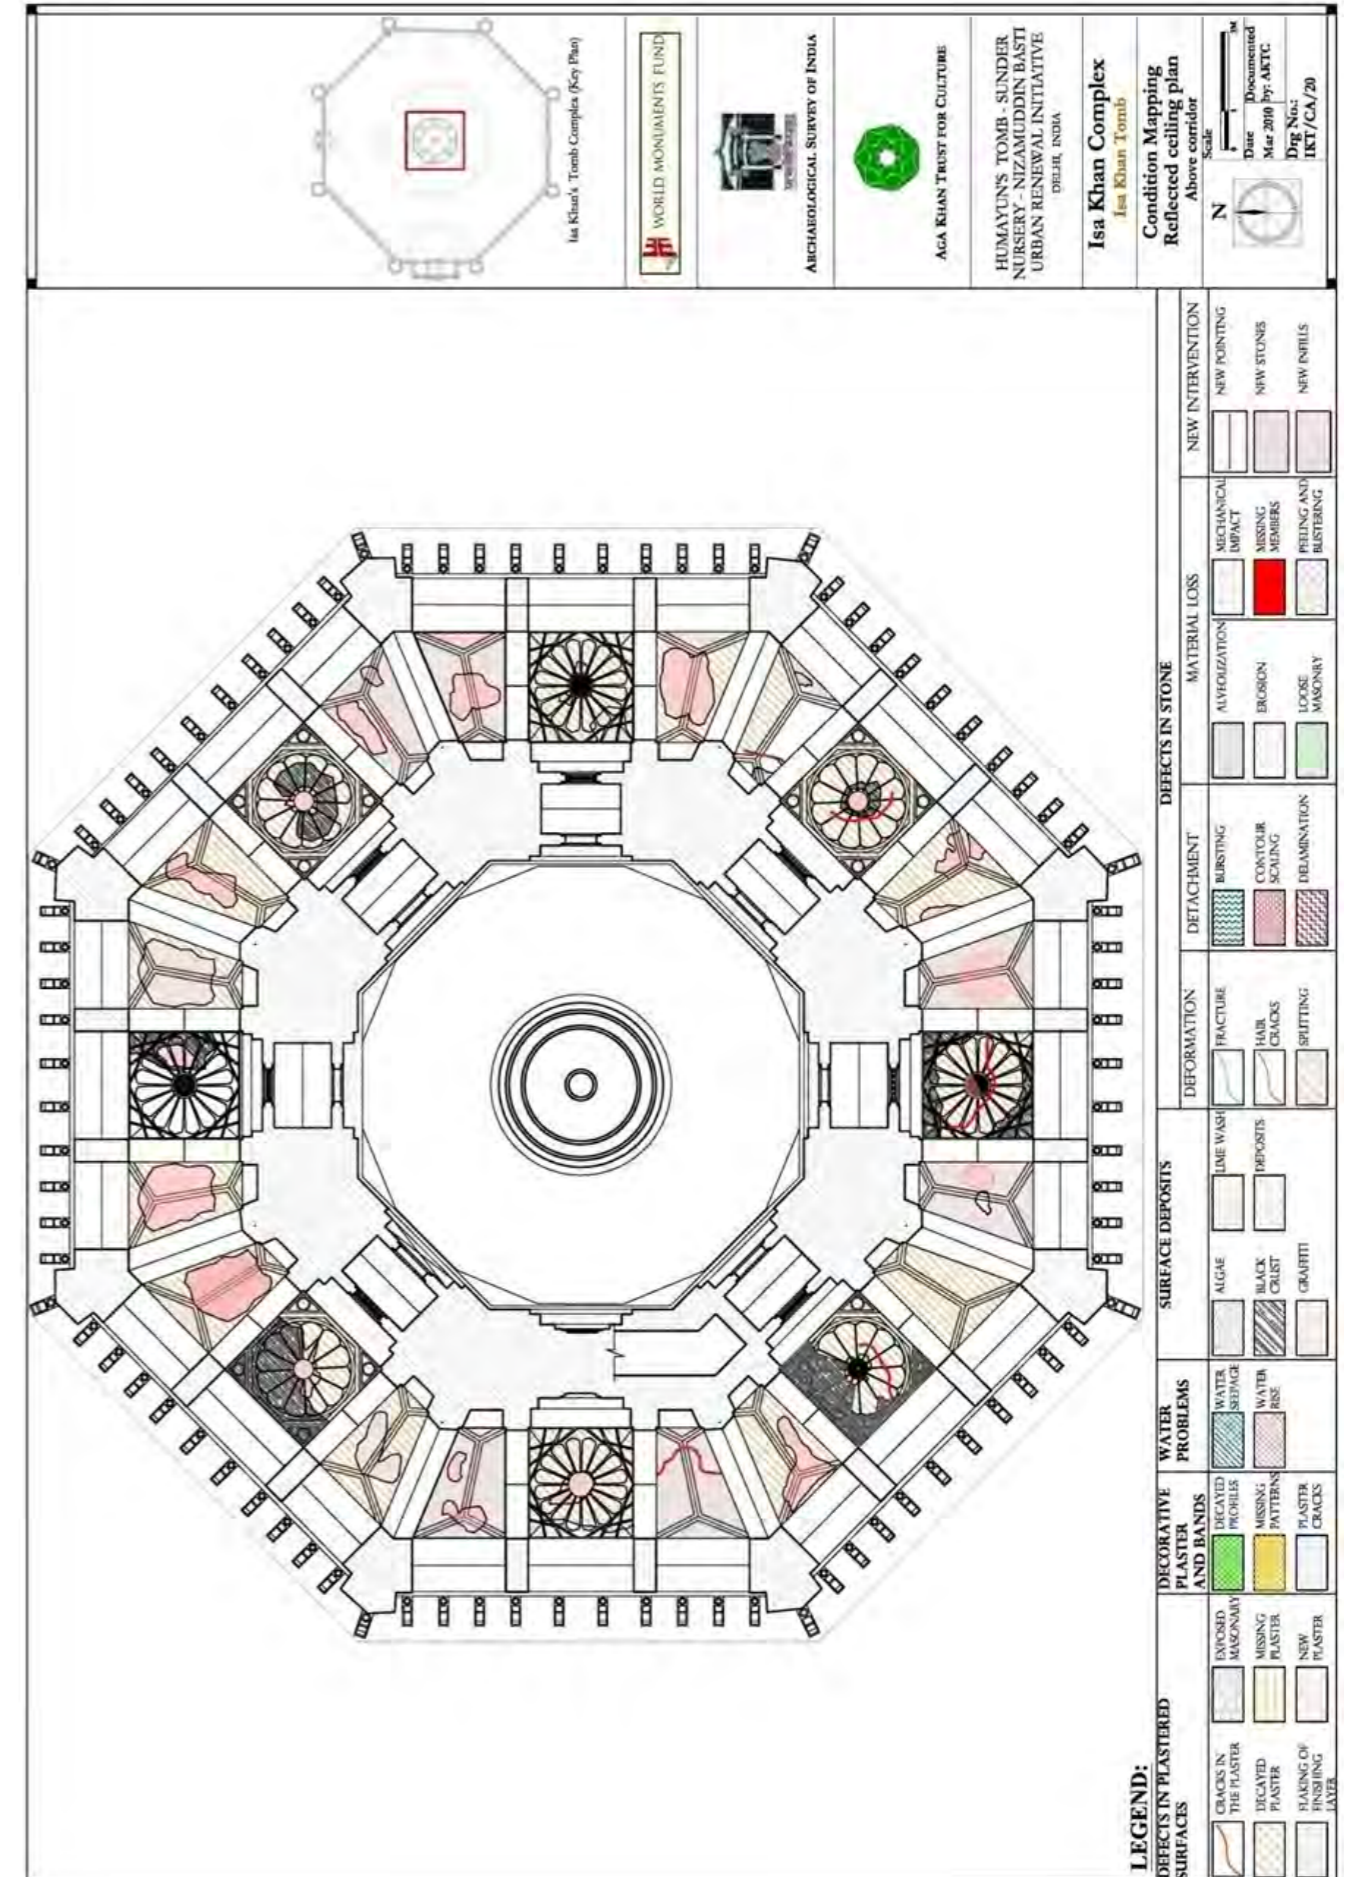 Isa Khan's Tomb Complex (Key Plan)
WORLD MONUMENTS FUND
ARCHAEOLOGICAL SURVEY OF INDIA
AGA KHAN TRUST FOR CULTURE
HUMAYUN'S TOMB - SUNDER
NURSERY - NIZAMUDDIN BASTI
URBAN RENEWAL INITIATIVE
DELHI, INDIA
Isa Khan Complex
Isa Khan Tomb
Condition Mapping
Reflected ceiling plan
Above corridor
Scale
Date
Mar 2010
Documented
by: AKTC
Drg No.:
IKT/CA/20
N
LEGEND:
DEFECTS IN PLASTERED
SURFACES
CRACKS IN
THE PLASTER
EXPOSED
MASONARY
DECAYED
PLASTER
MISSING
PLASTER
FLAKING OF
FINISHING
LAYER
NEW
PLASTER
DECORATIVE
PLASTER
AND BANDS
DECAYED
PROFILES
MISSING
PATTERNS
PLASTER
CRACKS
WATER
PROBLEMS
WATER
SEEPAGE
WATER
RISE
SURFACE DEPOSITS
ALGAE
LIME WASH
BLACK
CRUST
DEPOSITS
GRAFFITI
DEFECTS IN STONE
DEFORMATION
FRACTURE
HAIR
CRACKS
SPLITTING
DETACHMENT
BURSTING
CONTOUR
SCALING
DELAMINATION
MATERIAL LOSS
ALVEOLIZATION
MECHANICAL
IMPACT
EROSION
MISSING
MEMBERS
LOOSE
MASONRY
PEELING AND
BLISTERING
NEW INTERVENTION
NEW POINTING
NEW STONES
NEW INFILLS